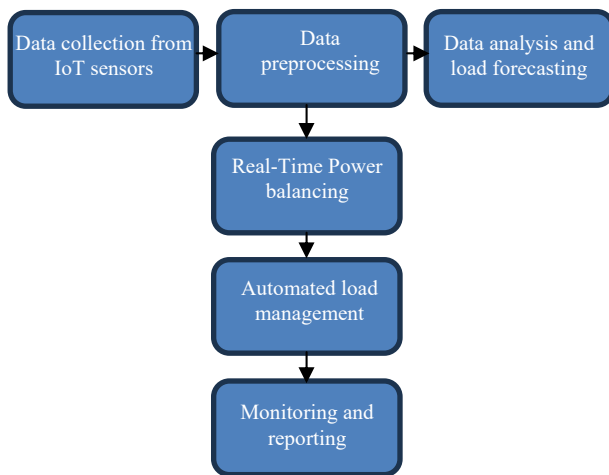 Data collection from
IoT sensors
Data
preprocessing
Data analysis and
load forecasting
Real-Time Power
balancing
Automated load
management
Monitoring and
reporting